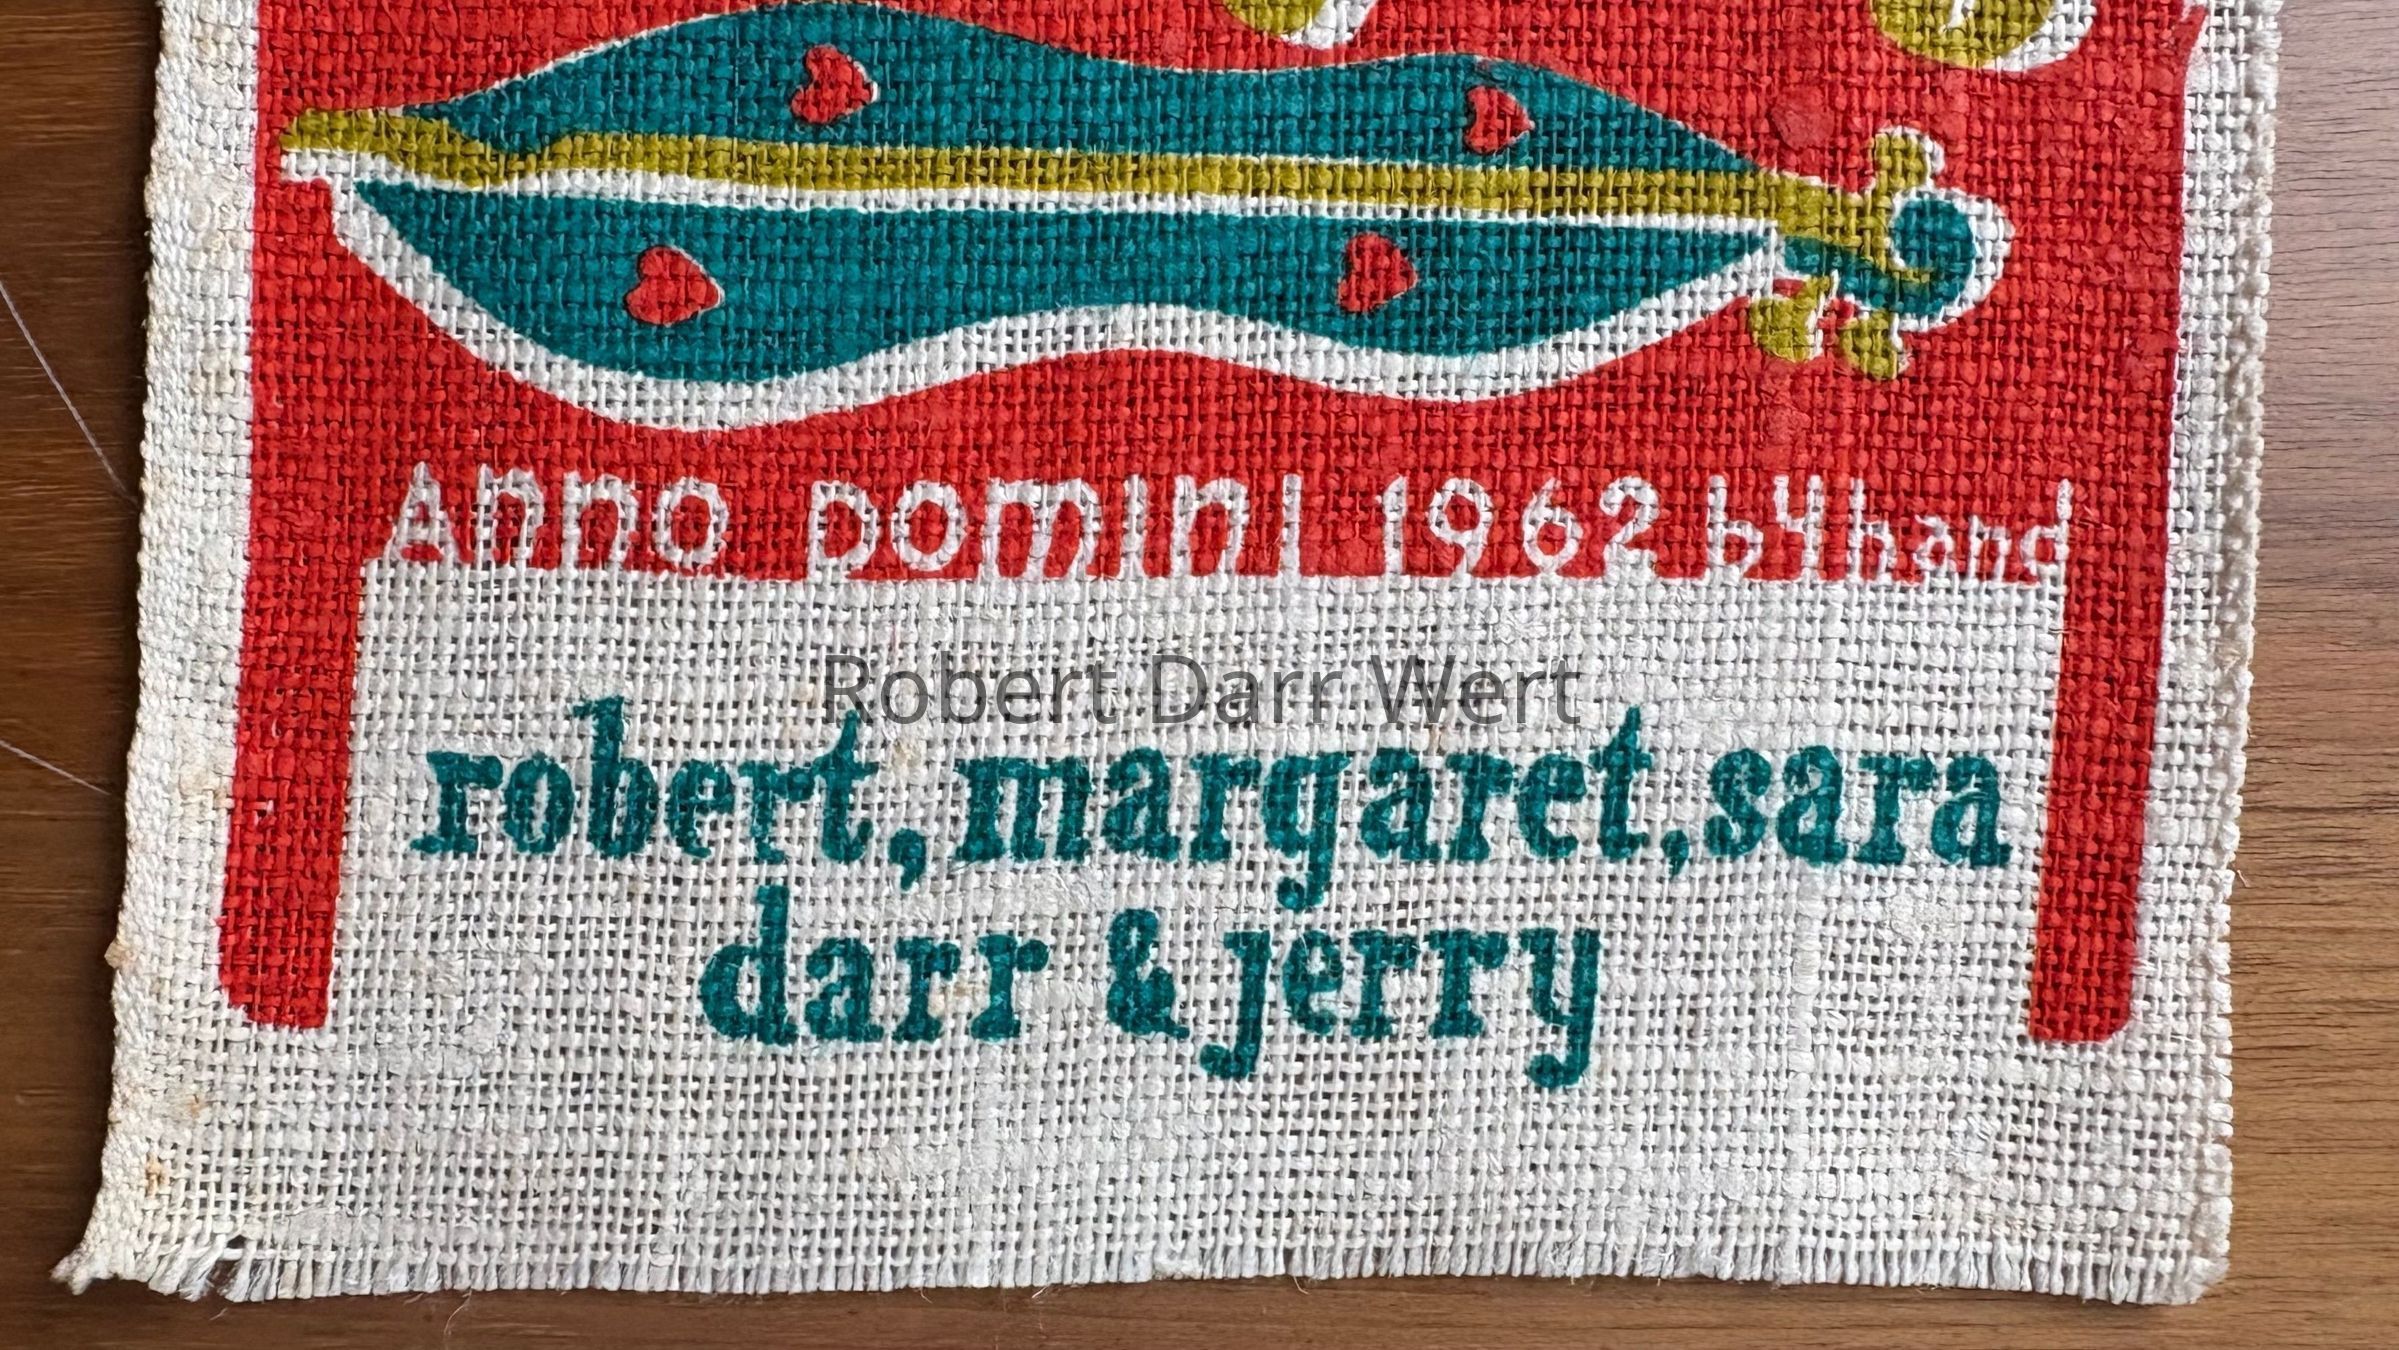 Anno Domini 1962 by hand
Robert Darr Wert
robert, margaret, sara
darr & jerry